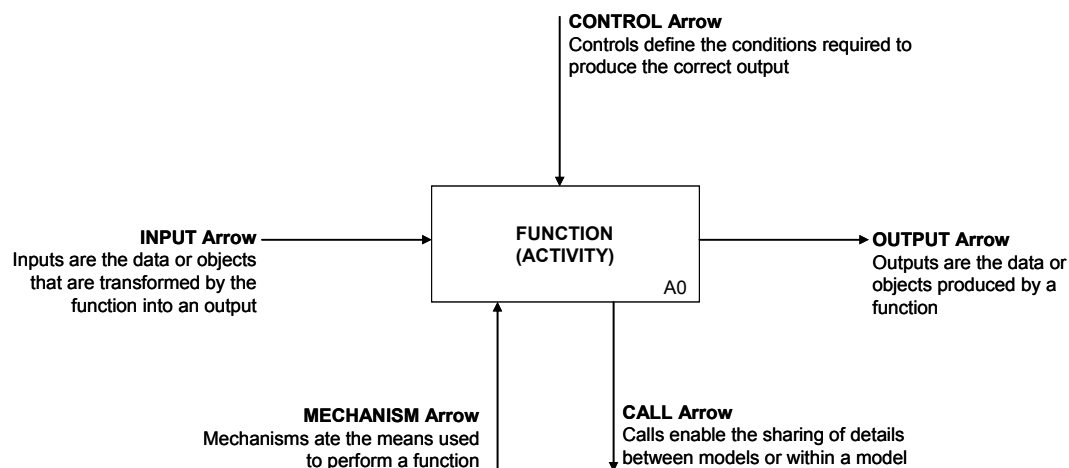 CONTROL Arrow
Controls define the conditions required to
produce the correct output
FUNCTION
(ACTIVITY)
A0
INPUT Arrow
Inputs are the data or objects
that are transformed by the
function into an output
OUTPUT Arrow
Outputs are the data or
objects produced by a
function
MECHANISM Arrow
Mechanisms ate the means used
to perform a function
CALL Arrow
Calls enable the sharing of details
between models or within a model